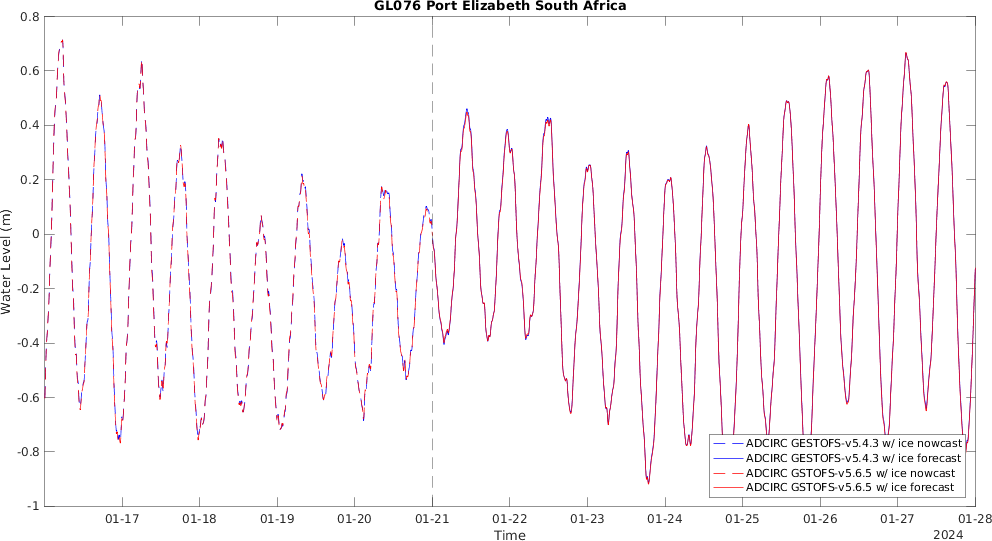 GL076 Port Elizabeth South Africa
0.8
0.6
0.4
0.2
0
-0.2
-0.4
-0.6
-0.8
-1
Water Level (m)
ADCIRC GESTOFS-v5.4.3 w/ ice nowcast
ADCIRC GESTOFS-v5.4.3 w/ ice forecast
ADCIRC GSTOFS-v5.6.5 w/ ice nowcast
ADCIRC GSTOFS-v5.6.5 w/ ice forecast
01-17 01-18 01-19 01-20 01-21 01-22 01-23 01-24 01-25 01-26 01-27 01-28
Time
2024